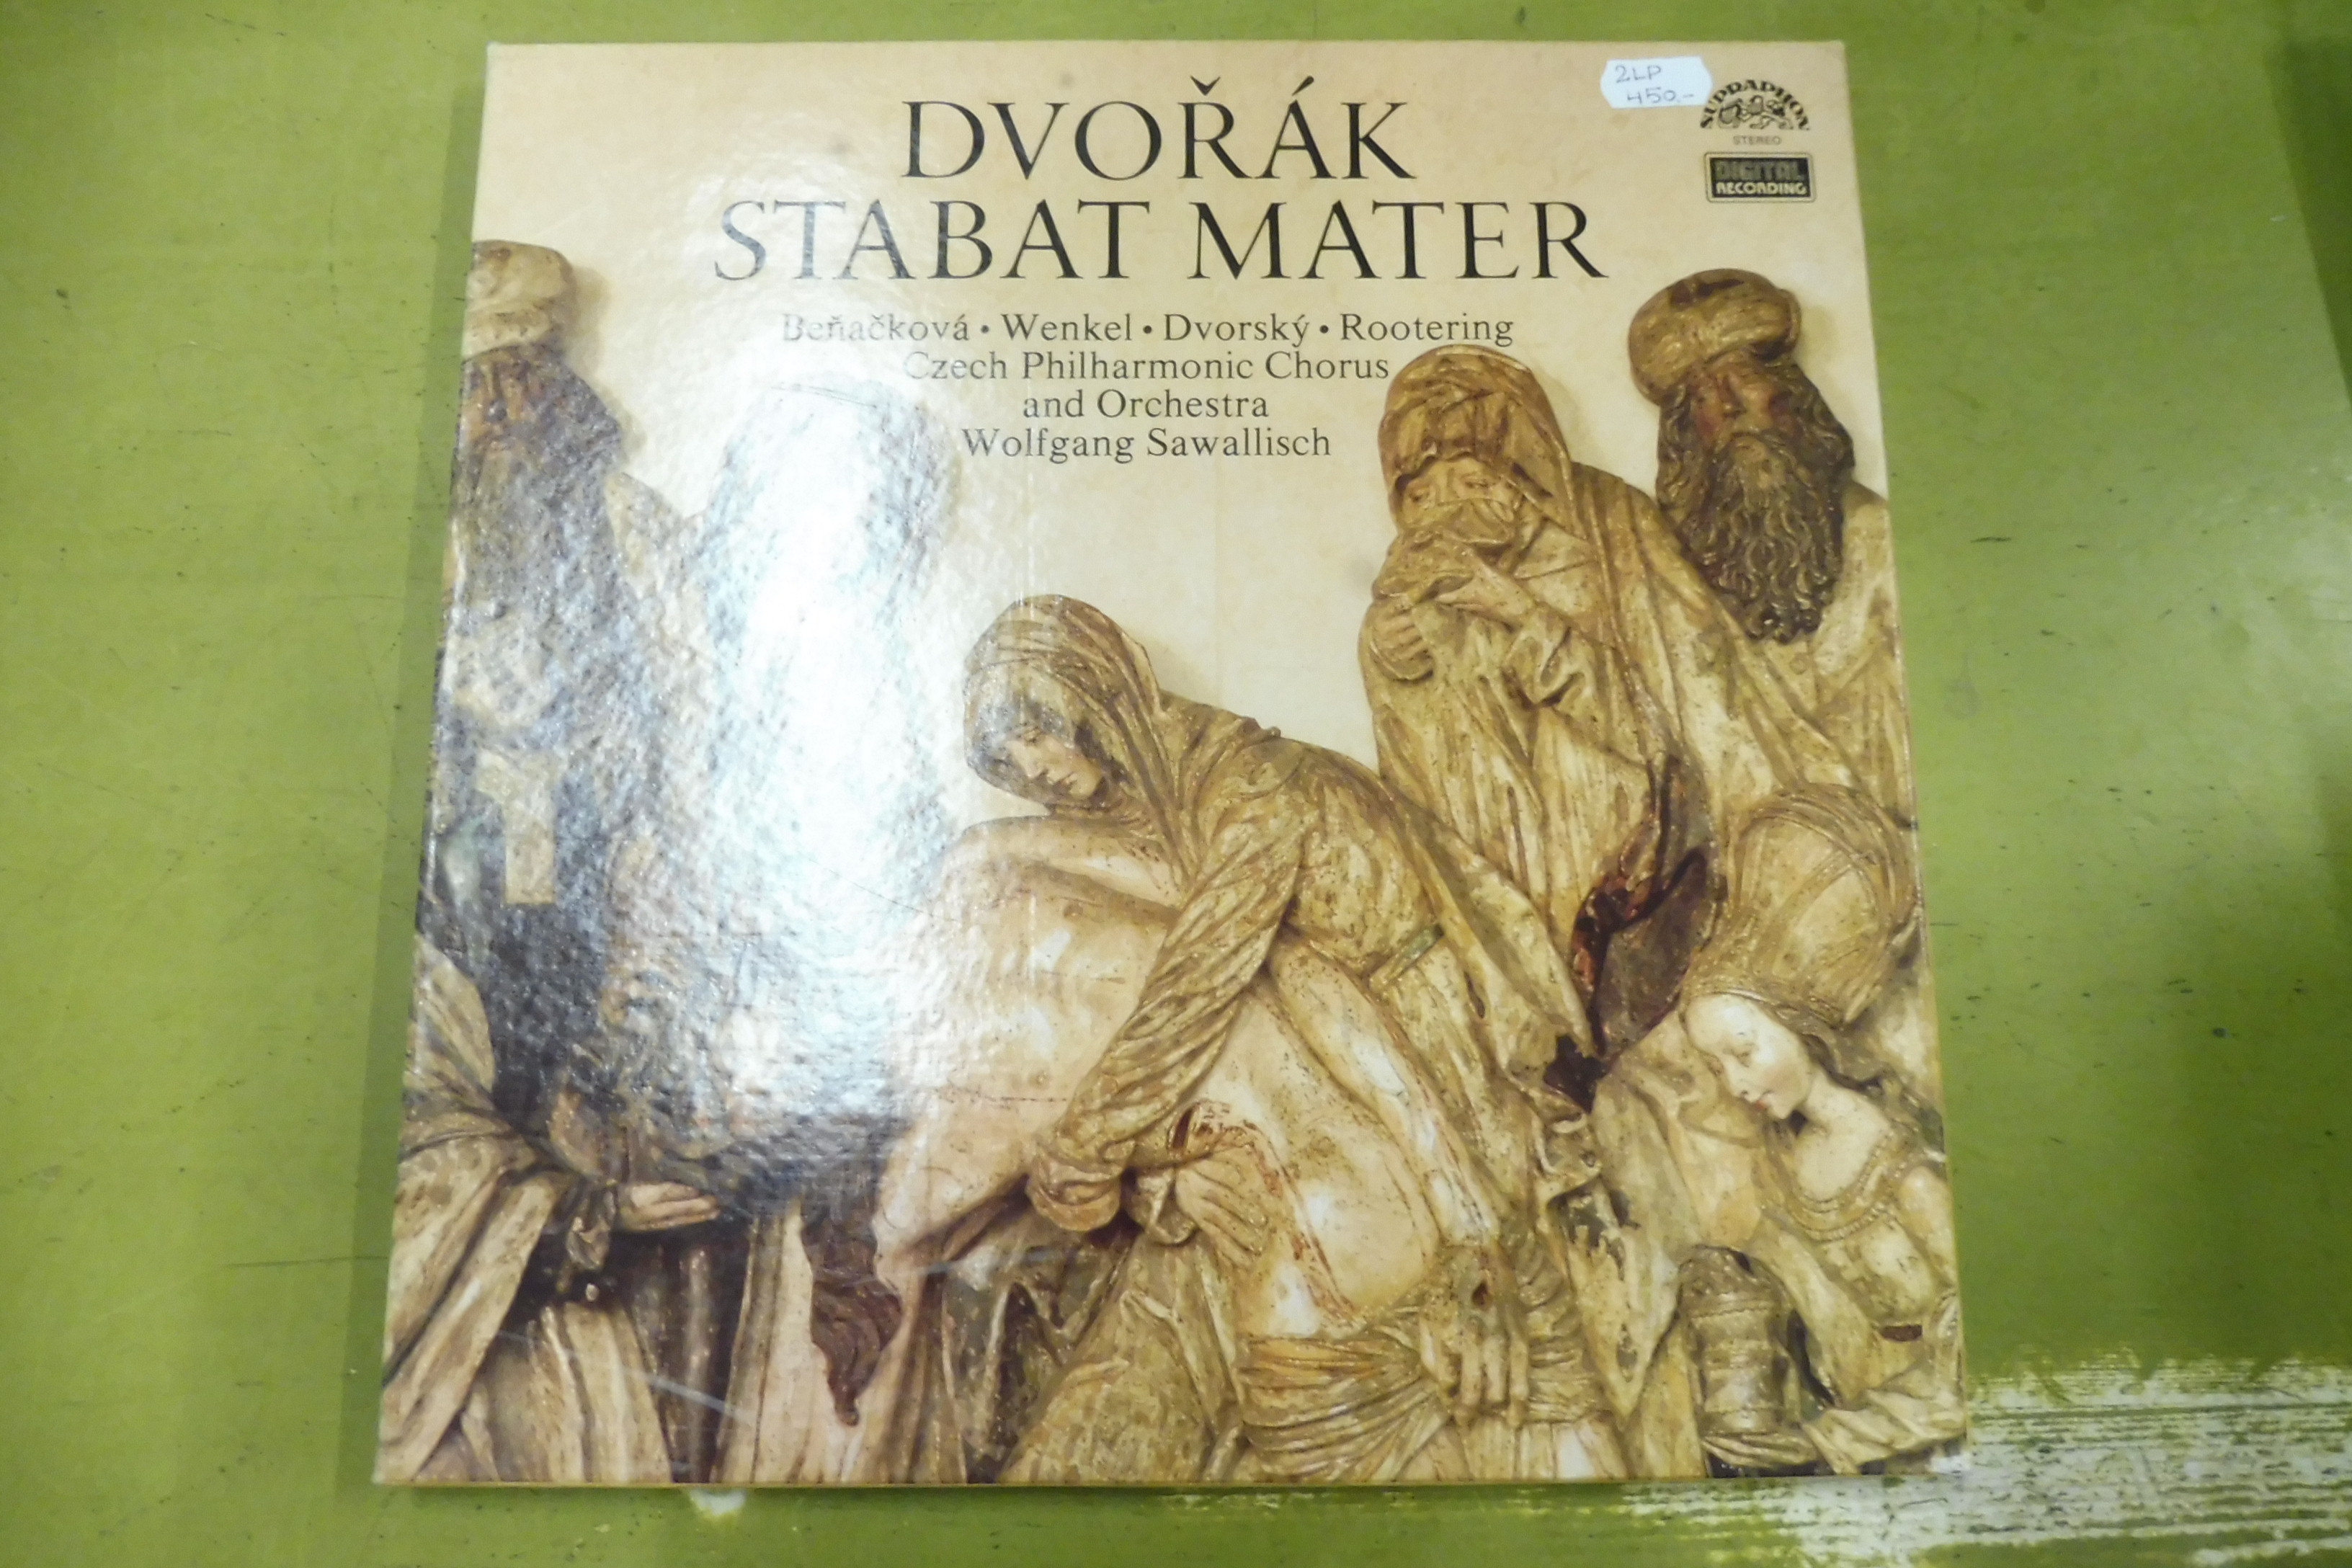 DVOŘÁK
STABAT MATER
Beňačková • Wenkel • Dvorský • Rootering
Czech Philharmonic Chorus
and Orchestra
Wolfgang Sawallisch
2LP
450.-
SUPRAPHON
STEREO
DIGITAL
RECORDING